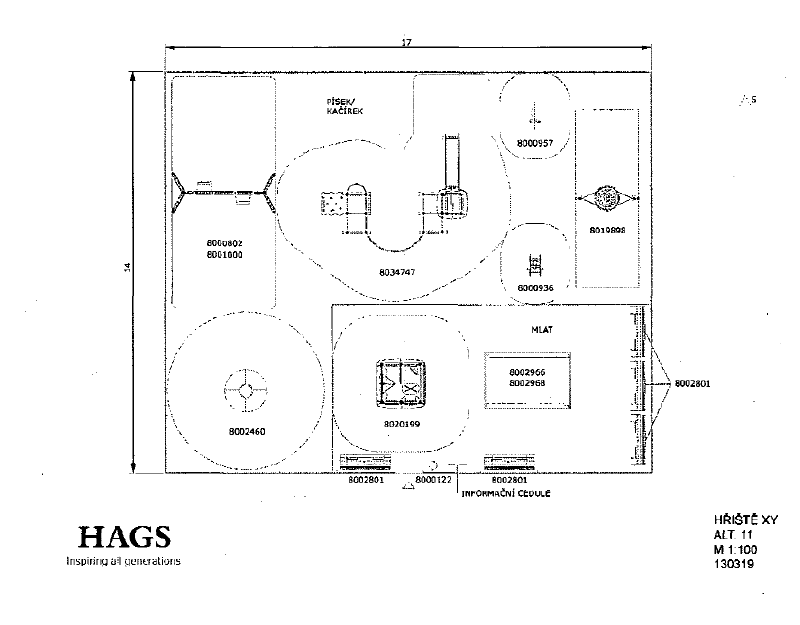 17
PÍSEK/
KAČÍREK
8000957
14
8000802
8001000
8019898
8034747
8000936
MLAT
8002966
8002968
8002801
8002460
8020199
8002801
8000122
8002801
INFORMAČNÍ CEDULE
HAGS
Inspiring all generations
HŘIŠTĚ XY
ALT. 11
M 1:100
130319